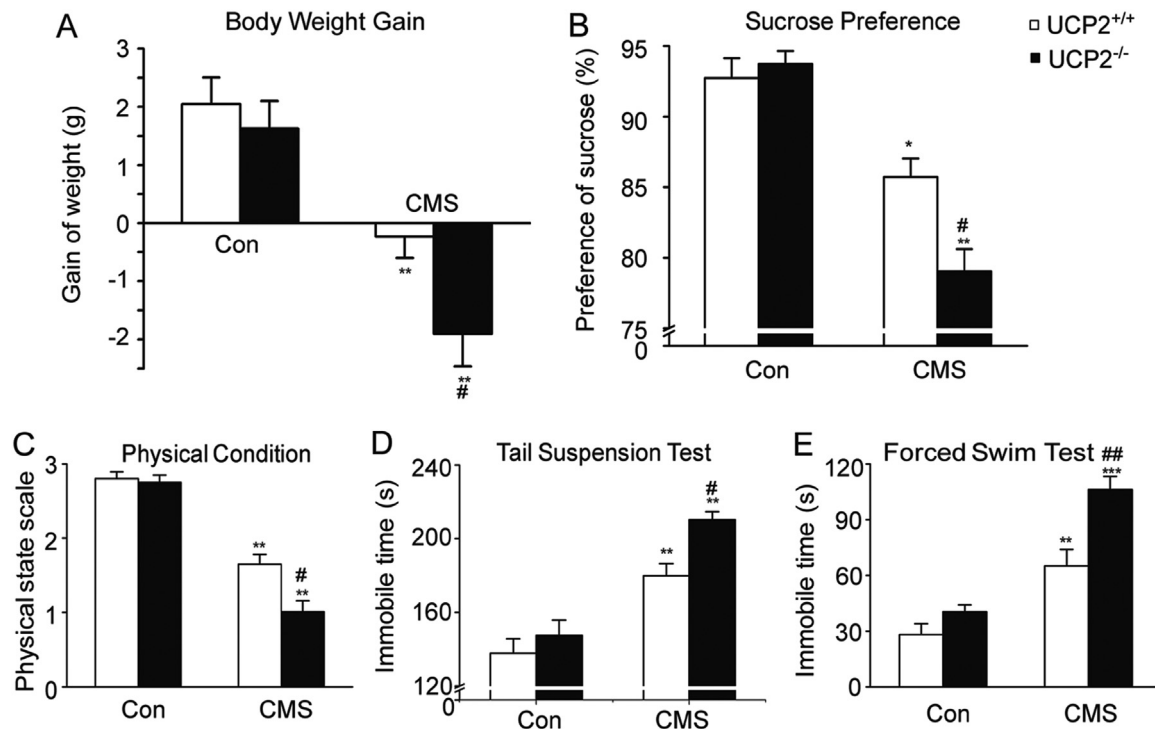 A
Body Weight Gain
Gain of weight (g)
3
2
1
0
-1
-2
Con
CMS
**
**
#
B
Sucrose Preference
UCP2+/+
UCP2-/-
Preference of sucrose (%)
95
90
85
80
75
0
*
#
**
Con
CMS
C
Physical Condition
Physical state scale
3
2
1
0
**
#
**
Con
CMS
D
Tail Suspension Test
Immobile time (s)
240
200
160
120
0
**
#
**
Con
CMS
E
Forced Swim Test
Immobile time (s)
120
90
60
30
0
**
##
***
Con
CMS